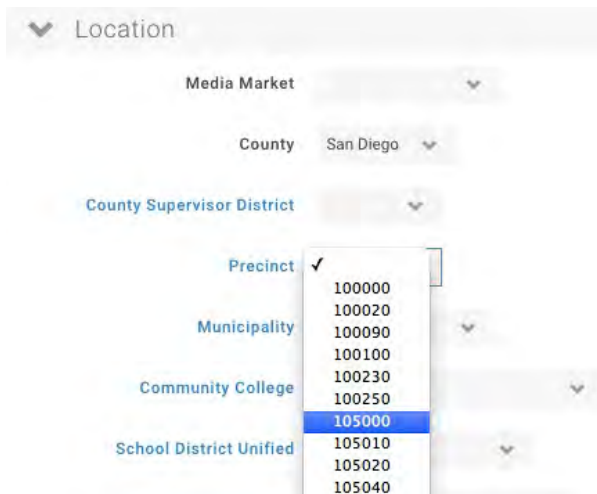 Location
Media Market
County San Diego
County Supervisor District
Precinct ✓
100000
100020
Municipality 100090
100100
100230
Community College 100250
105000
School District Unified 105010
105020
105040